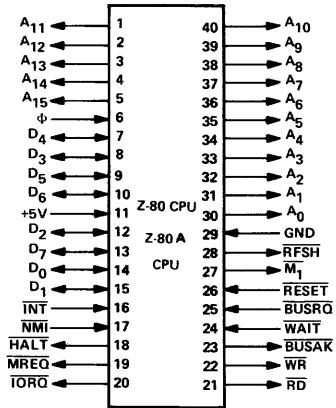 A11 1 40 A10
A12 2 39 A9
A13 3 38 A8
A14 4 37 A7
A15 5 36 A6
Φ 6 35 A5
D4 7 34 A4
D3 8 33 A3
D5 9 32 A2
D6 10 31 A1
+5V 11 30 A0
D2 12 29 GND
D7 13 28 RFSH
D0 14 27 M1
D1 15 26 RESET
INT 16 25 BUSRQ
NMI 17 24 WAIT
HALT 18 23 BUSAK
MREQ 19 22 WR
IORQ 20 21 RD
Z-80 CPU
Z-80 A
CPU